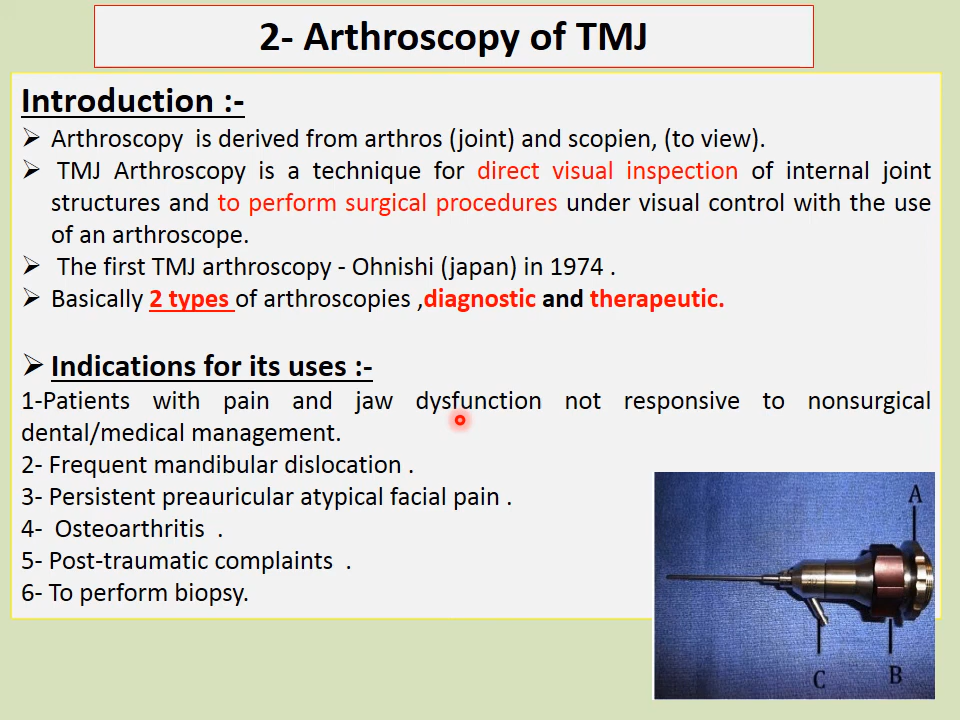 2- Arthroscopy of TMJ
Introduction :-
➢ Arthroscopy is derived from arthros (joint) and scopien, (to view).
➢ TMJ Arthroscopy is a technique for direct visual inspection of internal joint
structures and to perform surgical procedures under visual control with the use
of an arthroscope.
➢ The first TMJ arthroscopy - Ohnishi (japan) in 1974 .
➢ Basically 2 types of arthroscopies ,diagnostic and therapeutic.
➢ Indications for its uses :-
1-Patients with pain and jaw dysfunction not responsive to nonsurgical
dental/medical management.
2- Frequent mandibular dislocation .
3- Persistent preauricular atypical facial pain .
4- Osteoarthritis .
5- Post-traumatic complaints .
6- To perform biopsy.
A
C
B